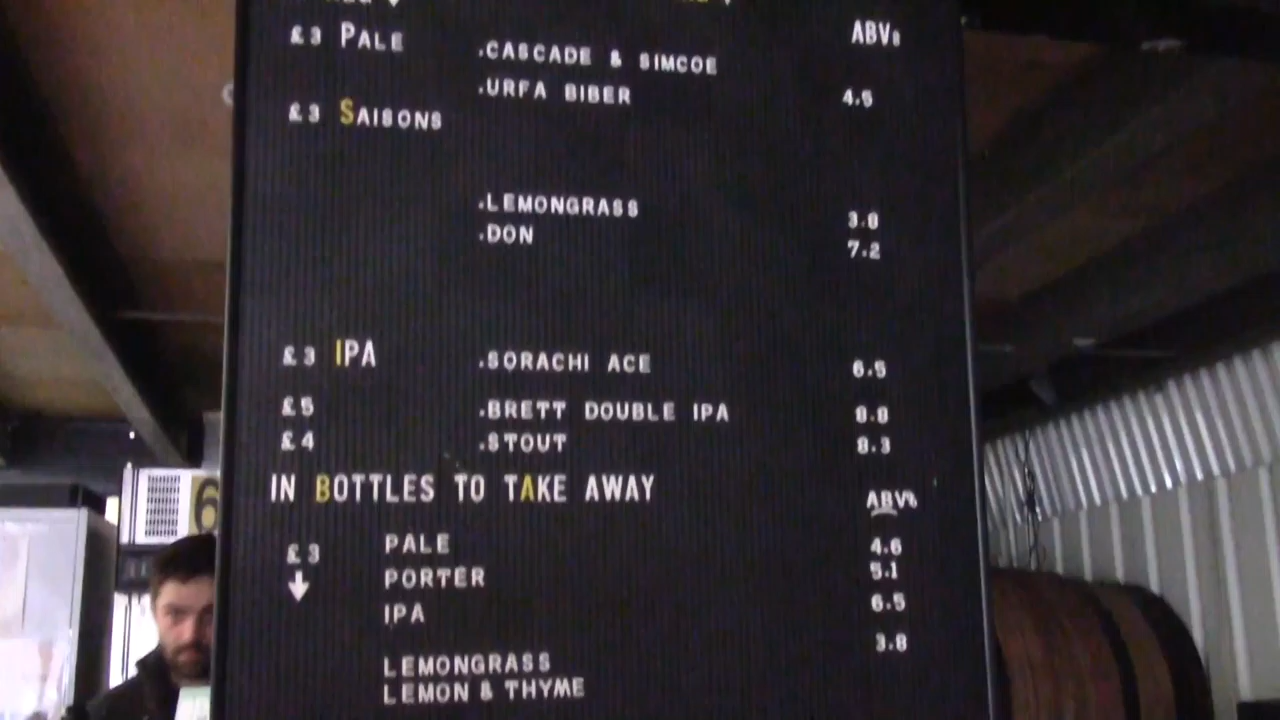 £3 PALE .CASCADE & SIMCOE ABV%
.URFA BIBER 4.5
£3 SAISONS
.LEMONGRASS 3.8
.DON 7.2
£3 IPA .SORACHI ACE 6.5
£5 .BRETT DOUBLE IPA 8.8
£4 .STOUT 8.3
IN BOTTLES TO TAKE AWAY ABV%
£3 PALE 4.6
PORTER 5.1
IPA 6.5
3.8
LEMONGRASS
LEMON & THYME
6